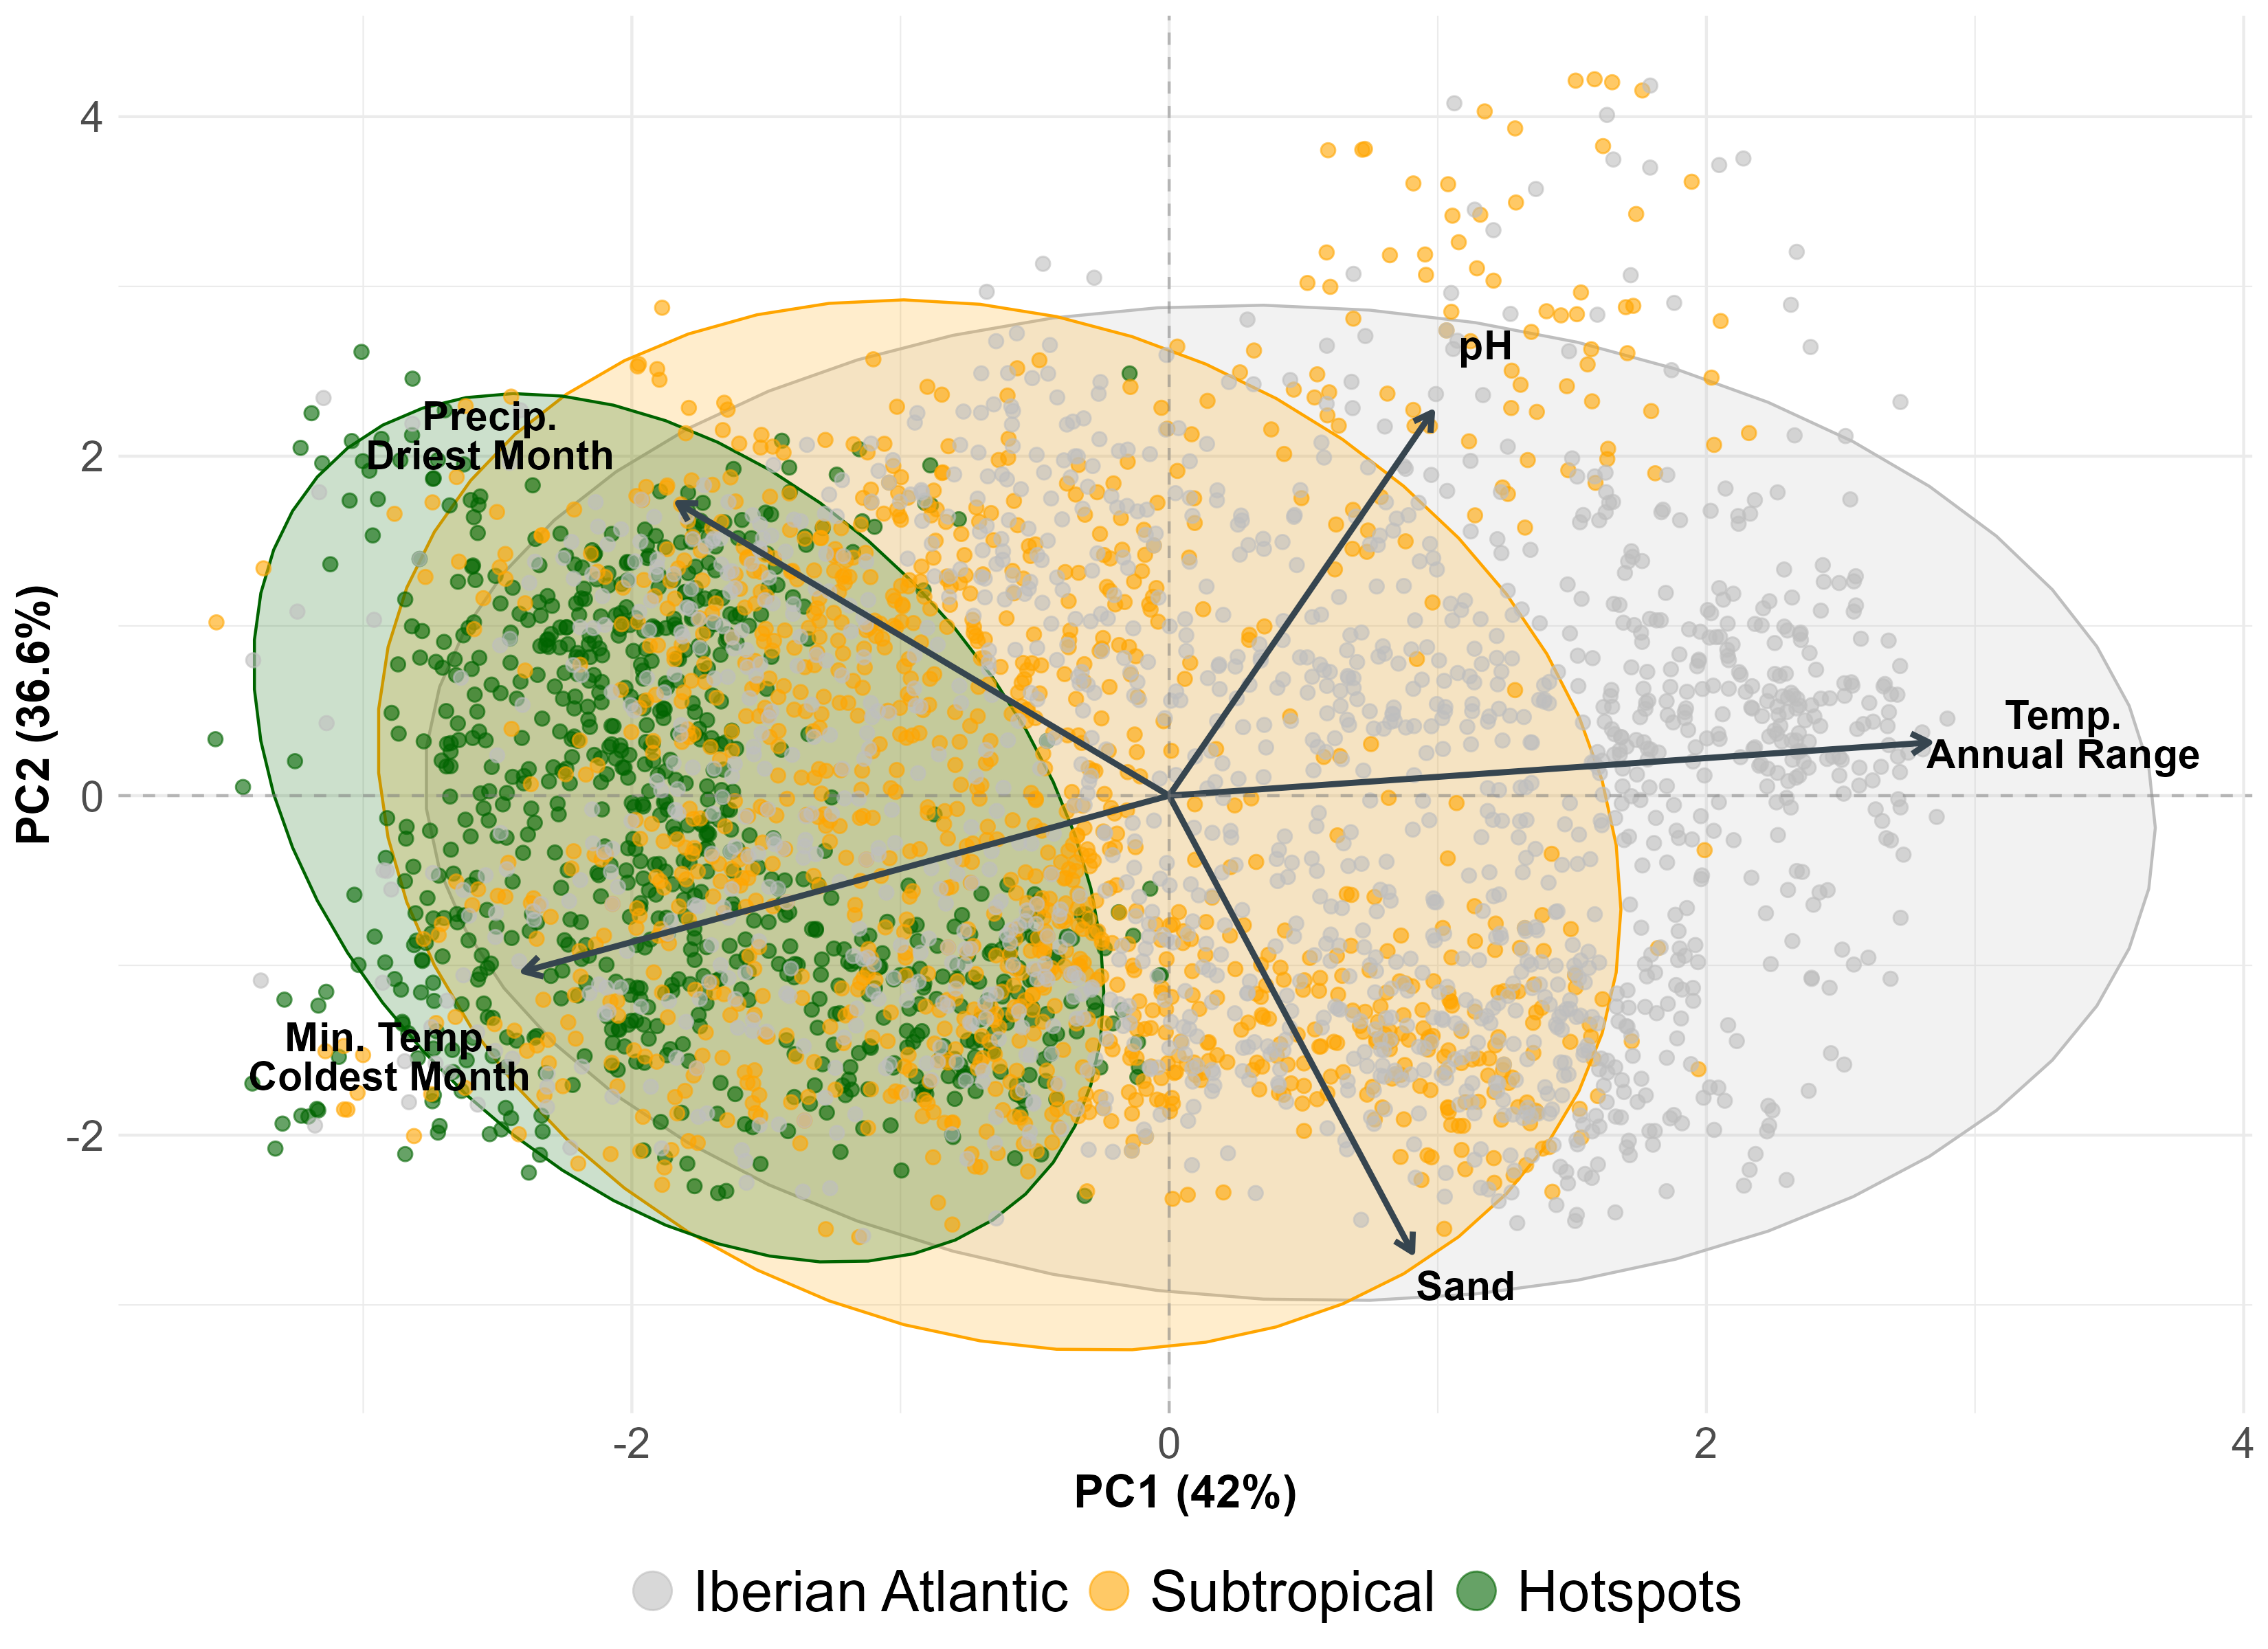 4
2
0
-2
PC2 (36.6%)
pH
Precip.
Driest Month
Temp.
Annual Range
Min. Temp.
Coldest Month
Sand
-2
0
2
4
PC1 (42%)
Iberian Atlantic
Subtropical
Hotspots